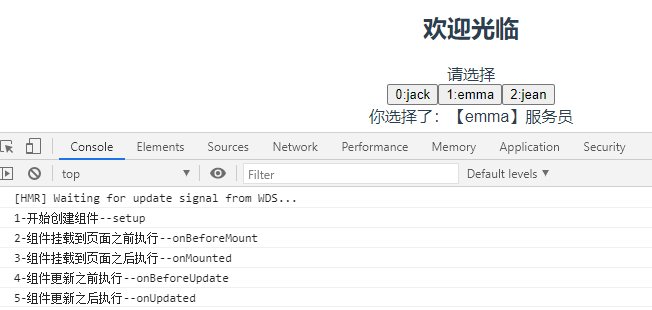 欢迎光临
请选择
0:jack 1:emma 2:jean
你选择了：【emma】服务员
Console Elements Sources Network Performance Memory Application Security
top Filter Default levels
[HMR] Waiting for update signal from WDS...
1-开始创建组件--setup
2-组件挂载到页面之前执行--onBeforeMount
3-组件挂载到页面之后执行--onMounted
4-组件更新之前执行--onBeforeUpdate
5-组件更新之后执行--onUpdated